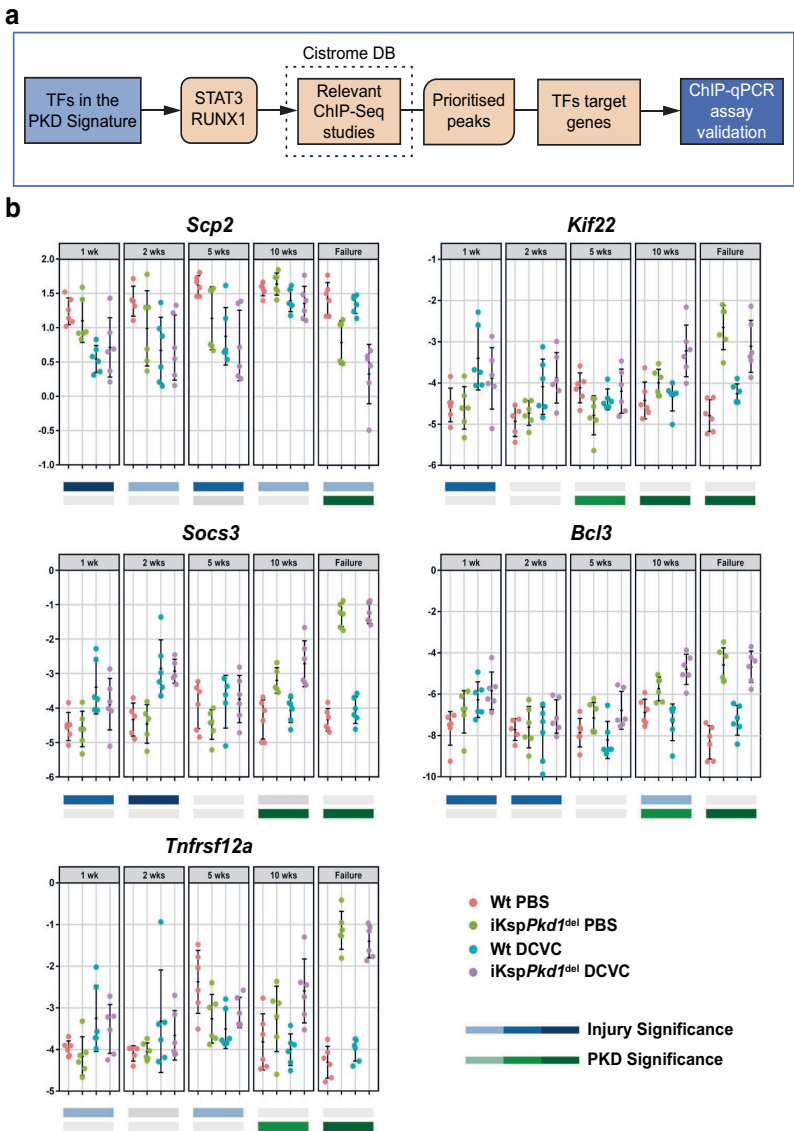 a
Cistrome DB
TFs in the
PKD Signature
STAT3
RUNX1
Relevant
ChIP-Seq
studies
Prioritised
peaks
TFs target
genes
ChIP-qPCR
assay
validation
b
Scp2
1 wk 2 wks 5 wks 10 wks Failure
2.0
1.5
1.0
0.5
0.0
0.5
-1.0
Kif22
1 wk 2 wks 5 wks 10 wks Failure
-1
-2
-3
-4
-5
-6
Socs3
1 wk 2 wks 5 wks 10 wks Failure
0
-1
-2
-3
-4
-5
-6
Bcl3
1 wk 2 wks 5 wks 10 wks Failure
0
-2
-4
-6
-8
-10
Tnfrsf12a
1 wk 2 wks 5 wks 10 wks Failure
0
-1
-2
-3
-4
-5
Wt PBS
iKspPkd1del PBS
Wt DCVC
iKspPkd1del DCVC
Injury Significance
PKD Significance